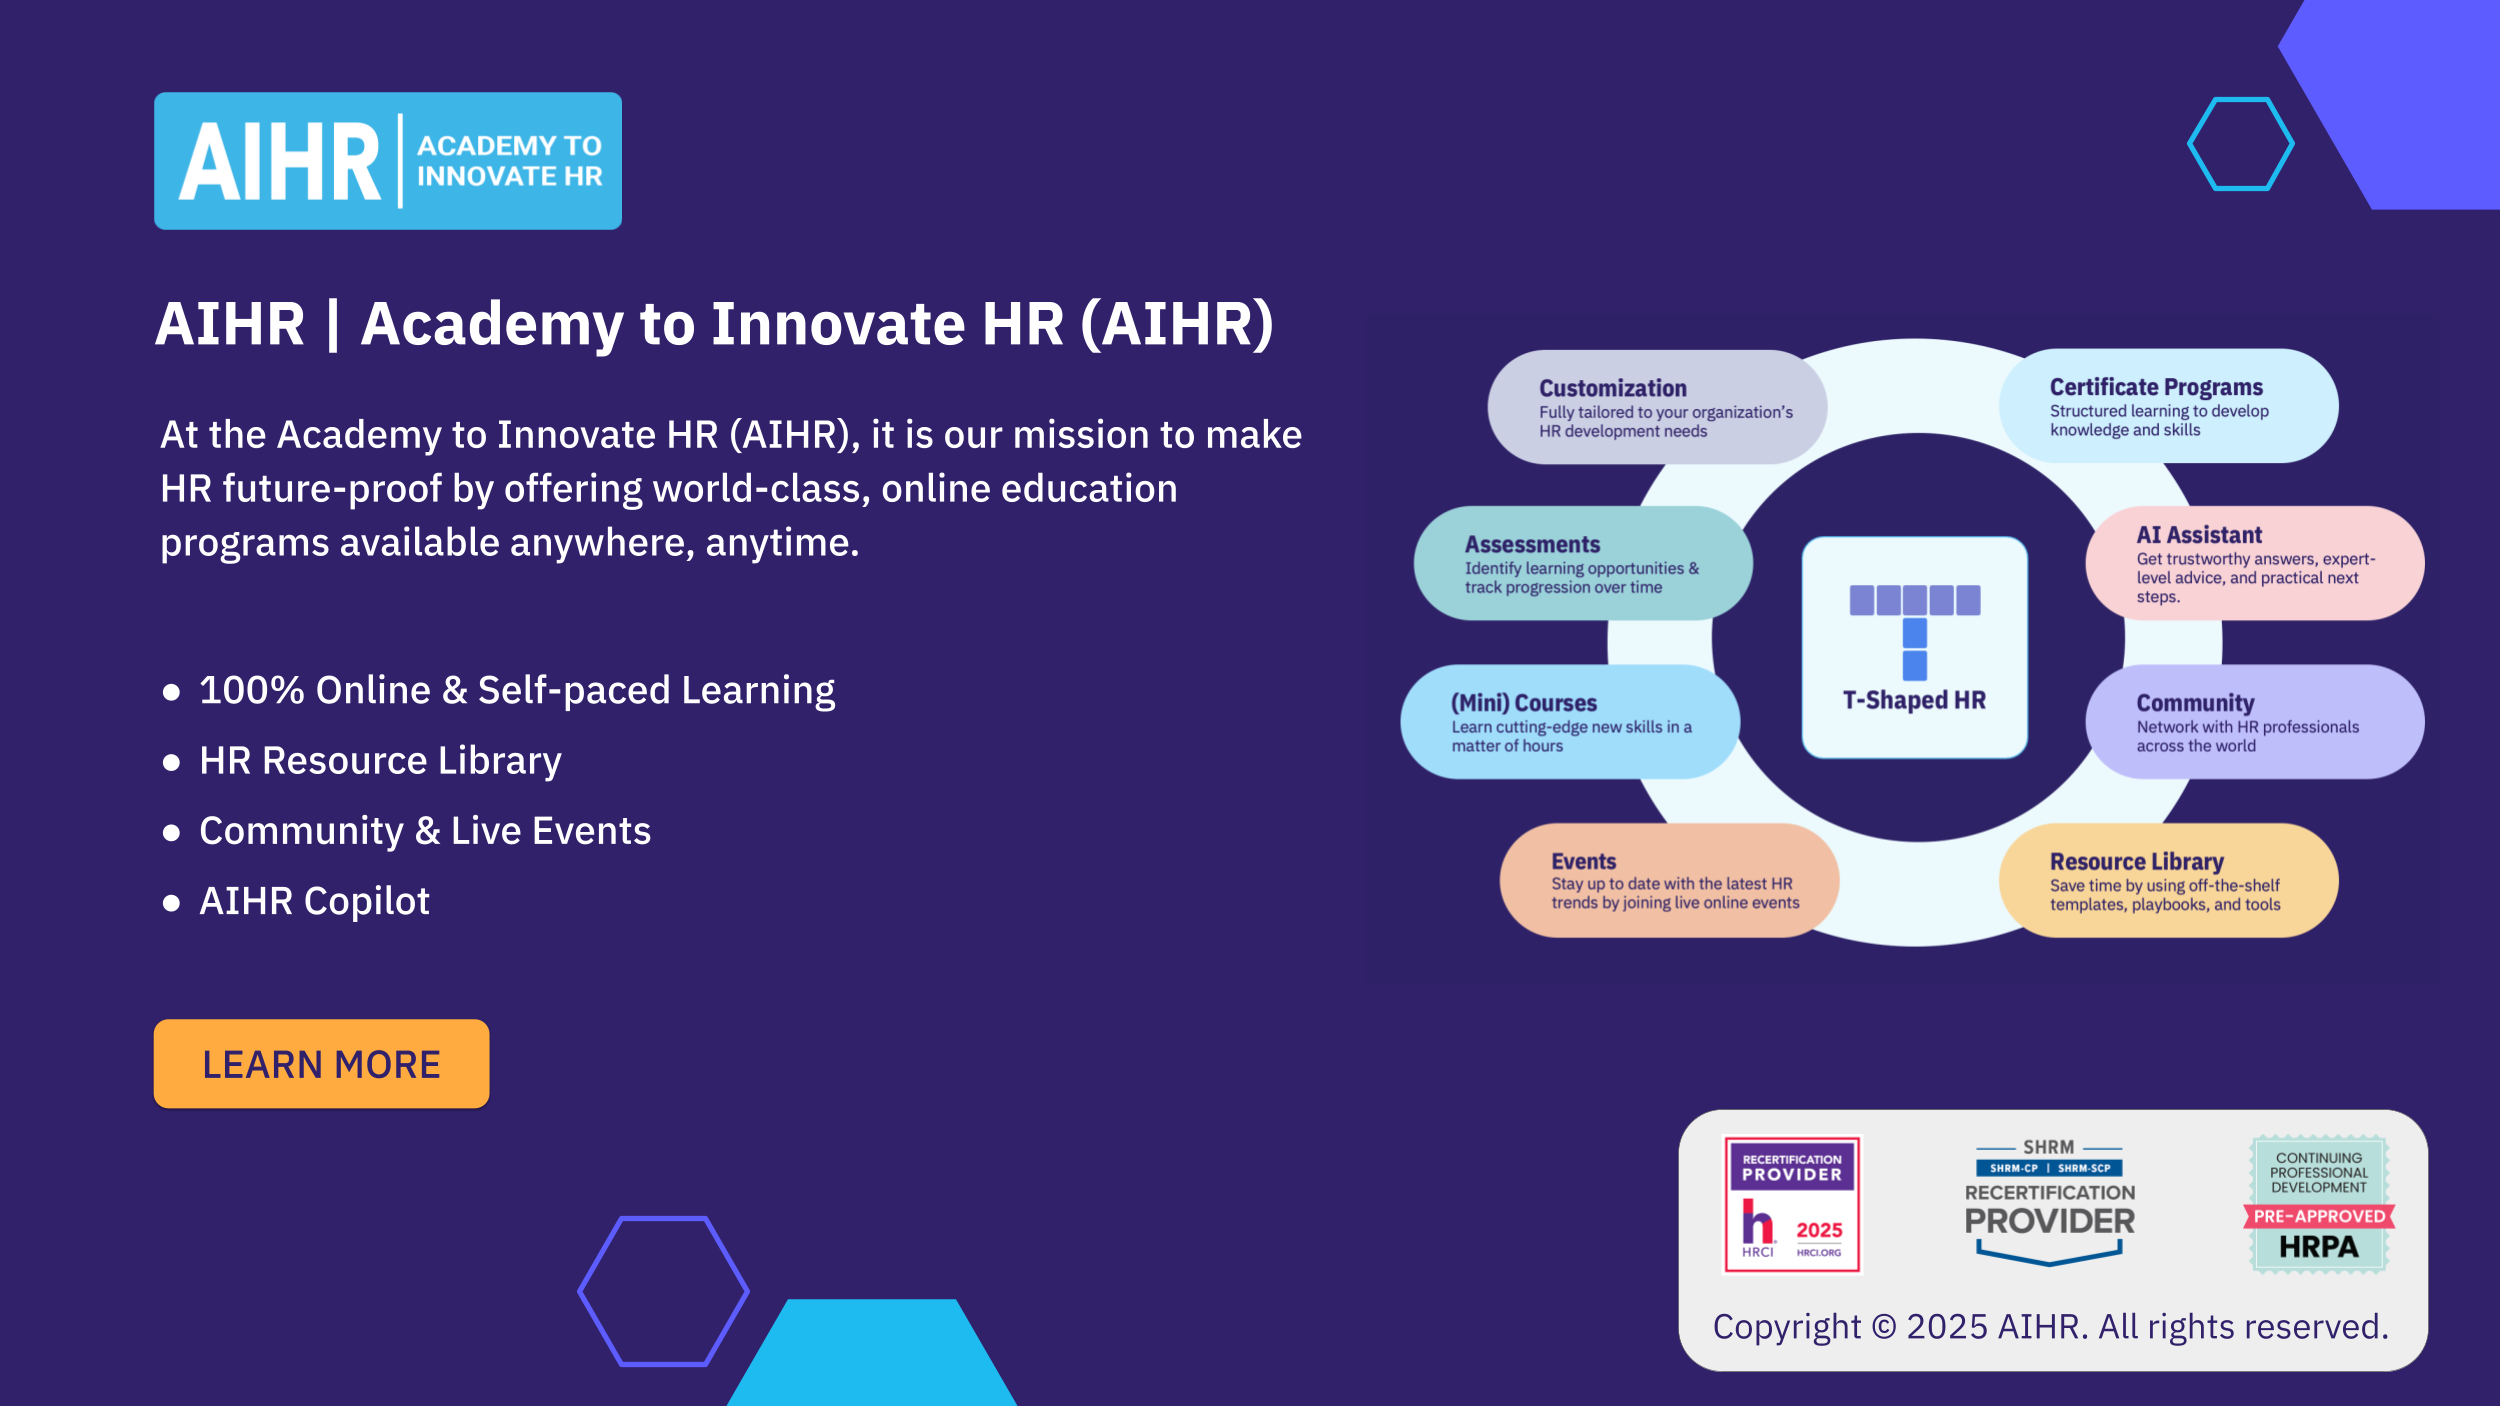 AIHR
ACADEMY TO
INNOVATE HR
AIHR | Academy to Innovate HR (AIHR)
At the Academy to Innovate HR (AIHR), it is our mission to make
HR future-proof by offering world-class, online education
programs available anywhere, anytime.
● 100% Online & Self-paced Learning
● HR Resource Library
● Community & Live Events
● AIHR Copilot
LEARN MORE
Customization
Fully tailored to your organization's
HR development needs
Certificate Programs
Structured learning to develop
knowledge and skills
Assessments
Identify learning opportunities &
track progression over time
AI Assistant
Get trustworthy answers, expert-
level advice, and practical next
steps.
T-Shaped HR
(Mini) Courses
Learn cutting-edge new skills in a
matter of hours
Community
Network with HR professionals
across the world
Events
Stay up to date with the latest HR
trends by joining live online events
Resource Library
Save time by using off-the-shelf
templates, playbooks, and tools
RECERTIFICATION
PROVIDER
h
HRCI
2025
HRCI.ORG
SHRM
SHRM-CP | SHRM-SCP
RECERTIFICATION
PROVIDER
CONTINUING
PROFESSIONAL
DEVELOPMENT
PRE-APPROVED
HRPA
Copyright © 2025 AIHR. All rights reserved.